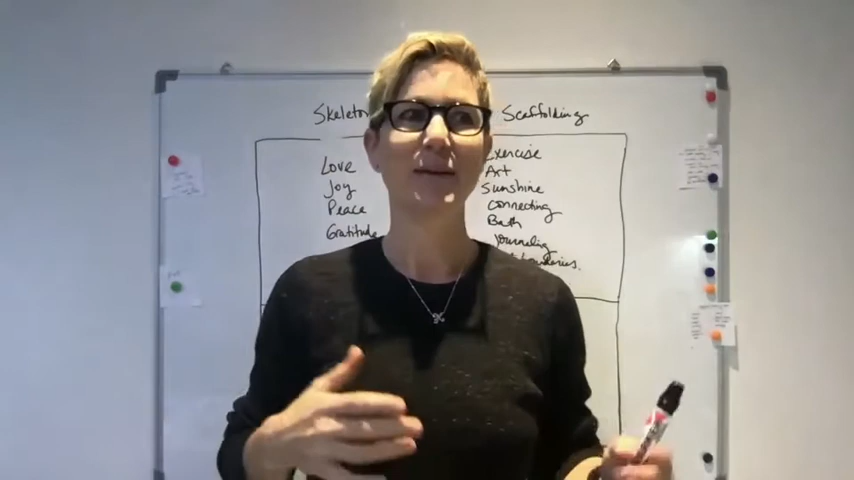 Skeleton
Scaffolding
Love
Joy
Peace
Gratitude
Exercise
Art
Sunshine
Connecting
Bath
Journaling